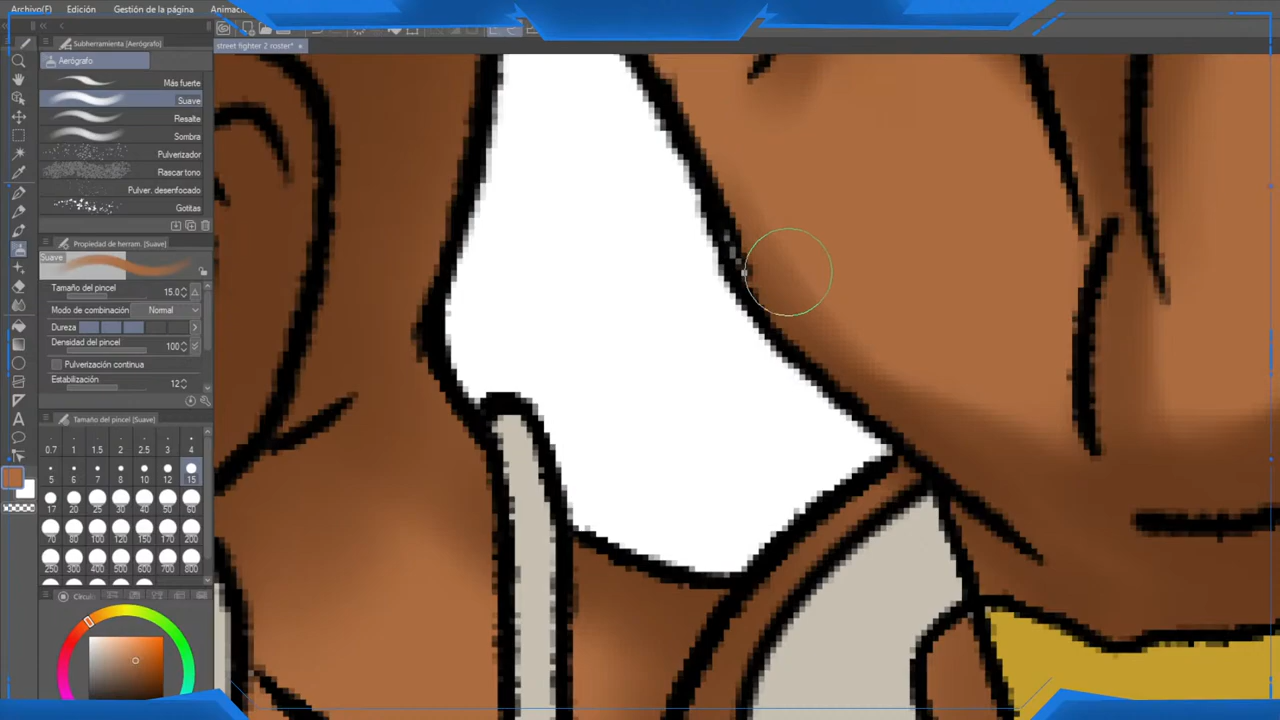 Archivo(F) Edición Gestión de la página Animación
Subherramienta (Aerógrafo)
street fighter 2 roster*
Aerógrafo
Más fuerte
Suave
Resalte
Sombra
Pulverizador
Rascar tono
Pulver. desenfocado
Gotitas
Propiedad de herram. (Suave)
Suave
Tamaño del pincel 15.0
Modo de combinación Normal
Dureza
Densidad del pincel 100
Pulverización continua
Estabilización 12
Tamaño del pincel (Suave)
0.7 1 1.5 2 2.5 3 4
5 6 7 8 10 12 15
17 20 25 30 40 50 60
70 80 100 120 150 170 200
250 300 400 500 600 700 800
Círculo